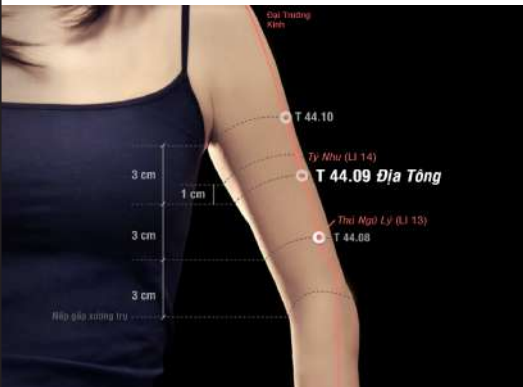 Đại Trường
Kinh
T 44.10
Tý Nhu (LI 14)
3 cm
T 44.09 Địa Tông
1 cm
Thủ Ngũ Lý (LI 13)
3 cm
T 44.08
3 cm
Nếp gấp xương trụ